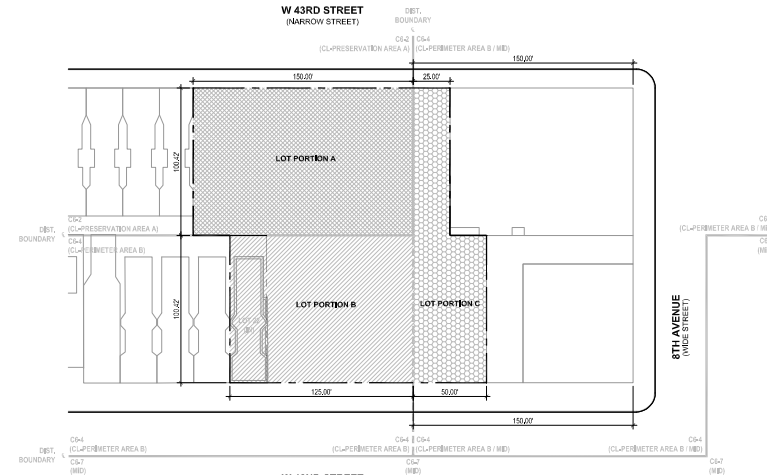 W 43RD STREET
(NARROW STREET)
DIST.
BOUNDARY
C6-2
C6-4
(CL-PRESERVATION AREA A)
(CL-PERIMETER AREA B / MID)
150.00'
150.00'
25.00'
100.42'
LOT PORTION A
C6-2
(CL-PRESERVATION AREA A)
DIST.
BOUNDARY
C6-4
(CL-PERIMETER AREA B)
(CL-PERIMETER AREA B / MID)
100.42'
LOT PORTION B
LOT PORTION C
8TH AVENUE
(WIDE STREET)
125.00'
50.00'
150.00'
DIST.
BOUNDARY
C6-4
(CL-PERIMETER AREA B)
C6-7
(MID)
C6-4
C6-4
(CL-PERIMETER AREA B)
(CL-PERIMETER AREA B / MID)
C6-7
(MID)
C6-4
(CL-PERIMETER AREA B / MID)
C6-7
(MID)